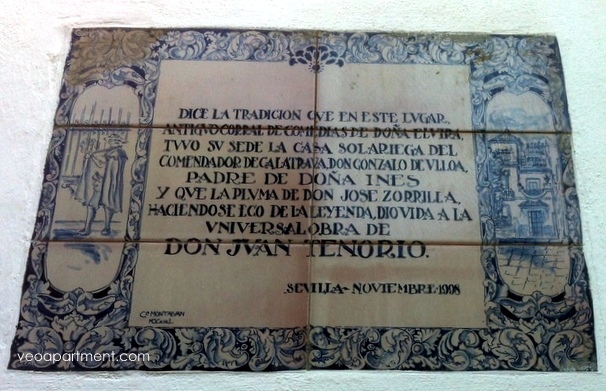 DICE LA TRADICION QVE EN ESTE LVGAR,
ANTIGVO CORRAL DE COMEDIAS DE DOÑA ELVIRA,
TVVO SV SEDE LA CASA SOLARIEGA DEL
COMENDADOR DE CALATRAVA, DON GONZALO DE VLLOA,
PADRE DE DOÑA INES
Y QVE LA PLVMA DE DON JOSE ZORRILLA,
HACIENDOSE ECO DE LA LEYENDA, DIO VIDA A LA
VNIVERSAL OBRA DE
DON JVAN TENORIO.
SEVILLA - NOVIEMBRE - 1998
Cª MONTALVAN
veoapartment.com